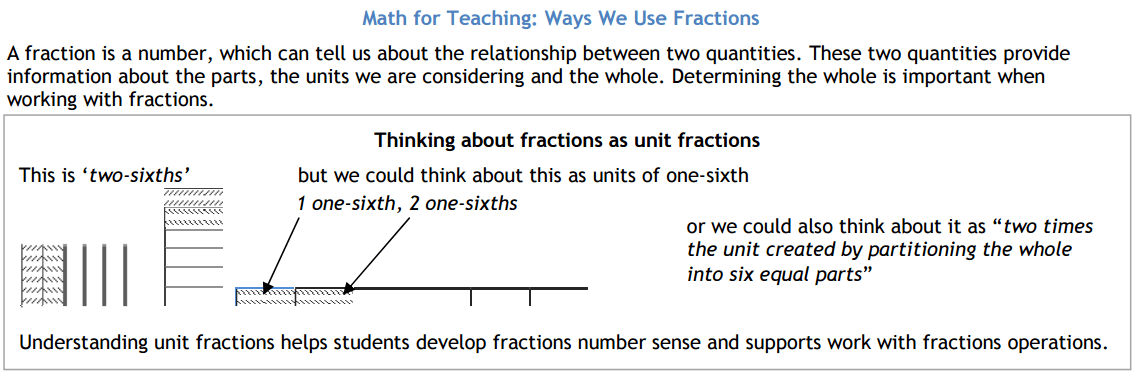 Math for Teaching: Ways We Use Fractions
A fraction is a number, which can tell us about the relationship between two quantities. These two quantities provide
information about the parts, the units we are considering and the whole. Determining the whole is important when
working with fractions.
Thinking about fractions as unit fractions
This is ‘two-sixths’
but we could think about this as units of one-sixth
1 one-sixth, 2 one-sixths
or we could also think about it as “two times
the unit created by partitioning the whole
into six equal parts”
Understanding unit fractions helps students develop fractions number sense and supports work with fractions operations.